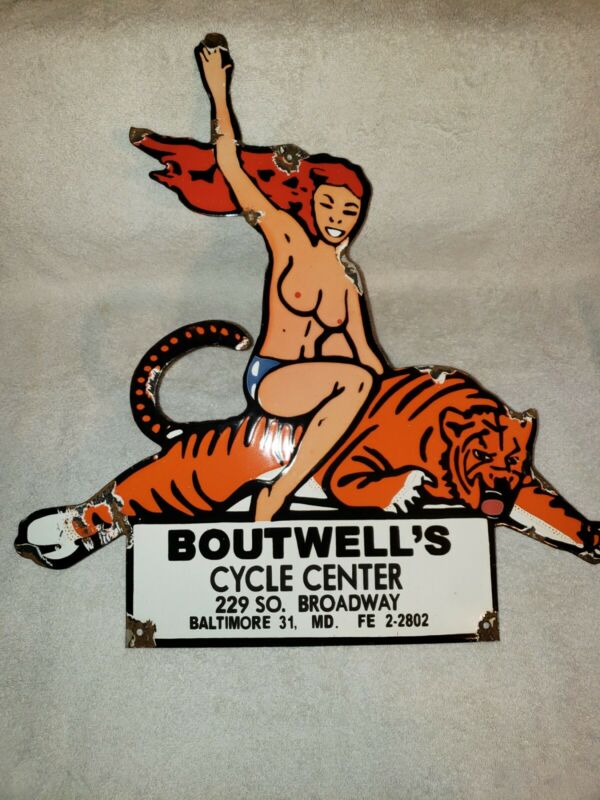 BOUTWELL'S
CYCLE CENTER
229 SO. BROADWAY
BALTIMORE 31, MD. FE 2-2802